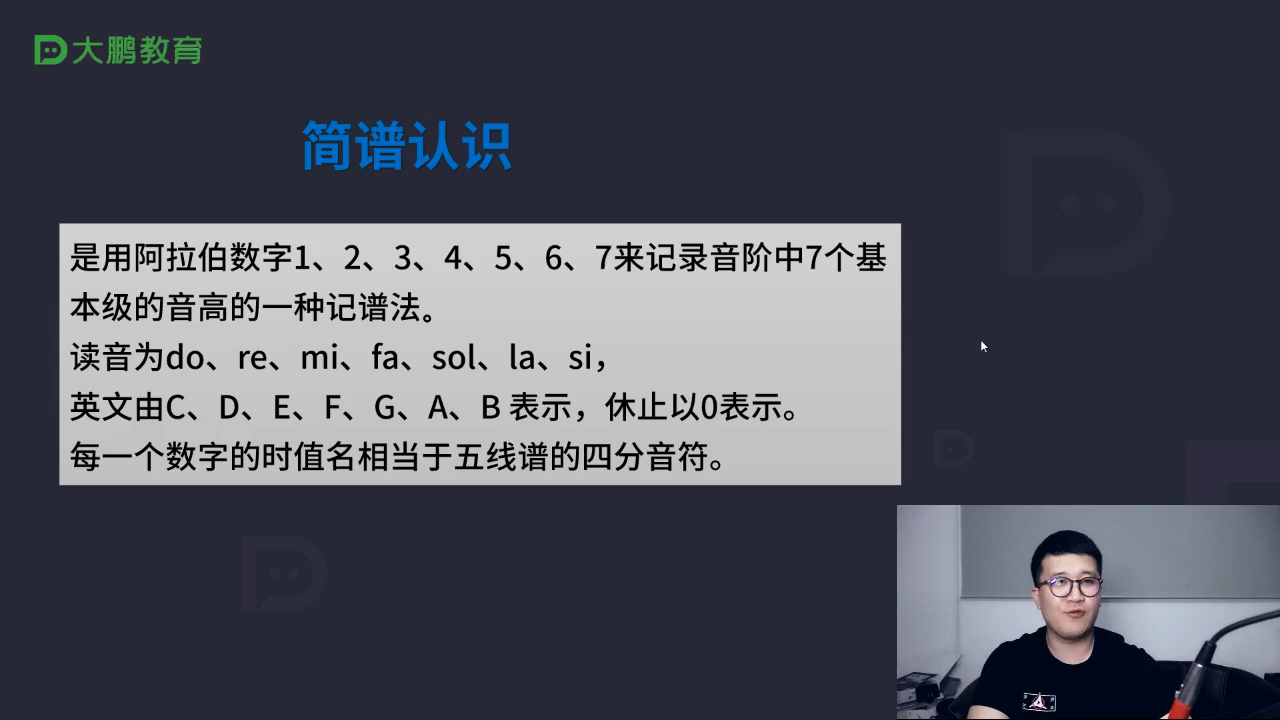 大鹏教育
简谱认识
是用阿拉伯数字1、2、3、4、5、6、7来记录音阶中7个基
本级的音高的一种记谱法。
读音为do、re、mi、fa、sol、la、si，
英文由C、D、E、F、G、A、B 表示，休止以0表示。
每一个数字的时值名相当于五线谱的四分音符。